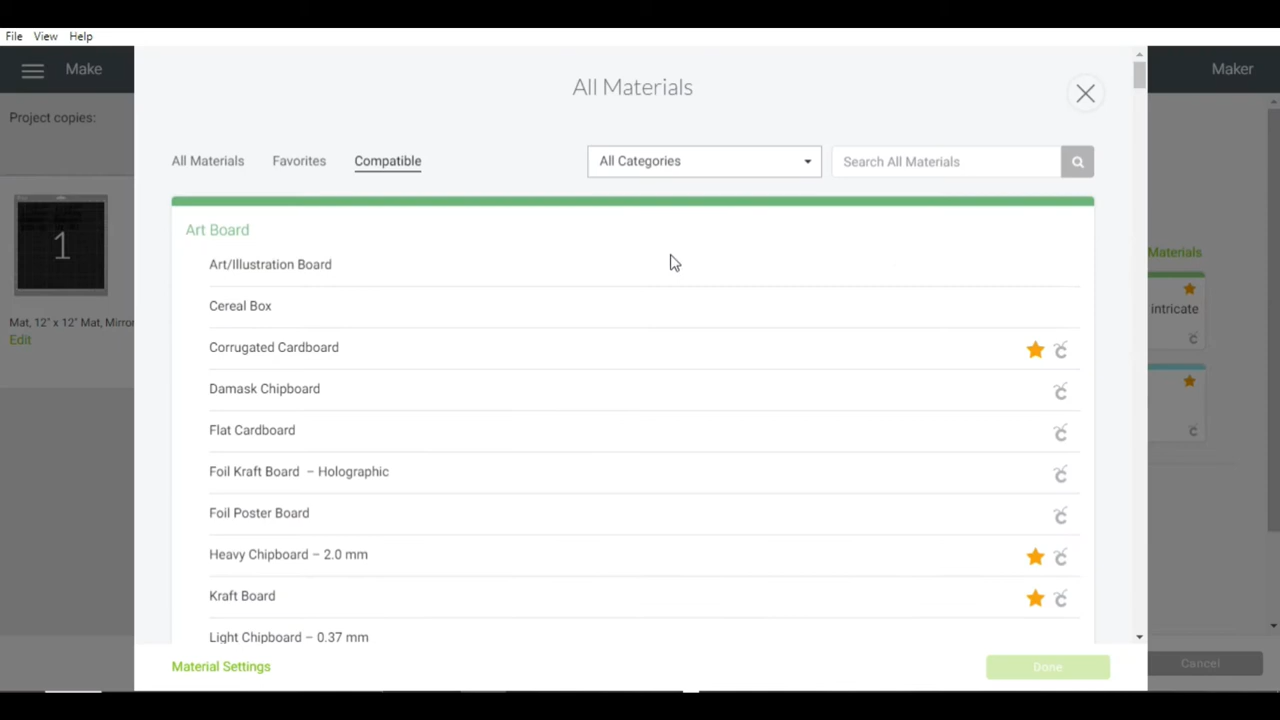 File View Help
Make
Maker
All Materials
Project copies:
All Materials Favorites Compatible
All Categories
Search All Materials
Art Board
Art/Illustration Board
Cereal Box
Corrugated Cardboard
Damask Chipboard
Flat Cardboard
Foil Kraft Board – Holographic
Foil Poster Board
Heavy Chipboard – 2.0 mm
Kraft Board
Light Chipboard – 0.37 mm
1
Mat, 12" x 12" Mat, Mirror
Edit
Materials
intricate
Material Settings
Done
Cancel